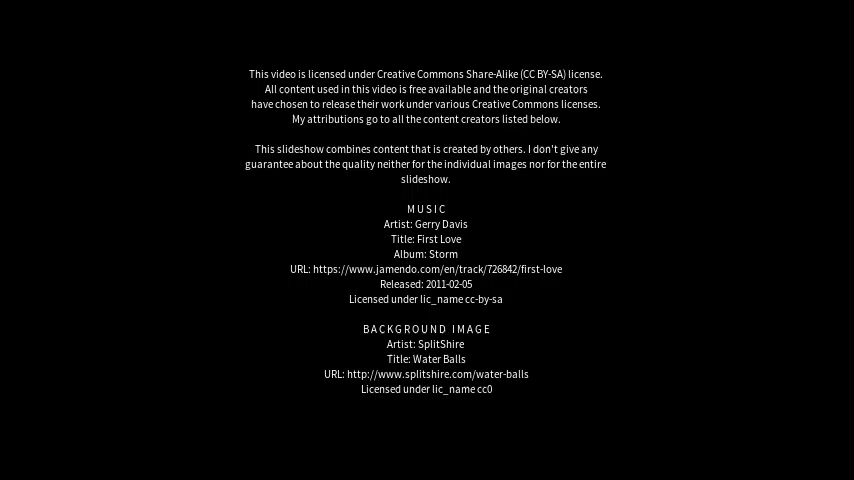 This video is licensed under Creative Commons Share-Alike (CC BY-SA) license.
All content used in this video is free available and the original creators
have chosen to release their work under various Creative Commons licenses.
My attributions go to all the content creators listed below.
This slideshow combines content that is created by others. I don't give any
guarantee about the quality neither for the individual images nor for the entire
slideshow.
MUSIC
Artist: Gerry Davis
Title: First Love
Album: Storm
URL: https://www.jamendo.com/en/track/726842/first-love
Released: 2011-02-05
Licensed under lic_name cc-by-sa
BACKGROUND IMAGE
Artist: SplitShire
Title: Water Balls
URL: http://www.splitshire.com/water-balls
Licensed under lic_name cc0